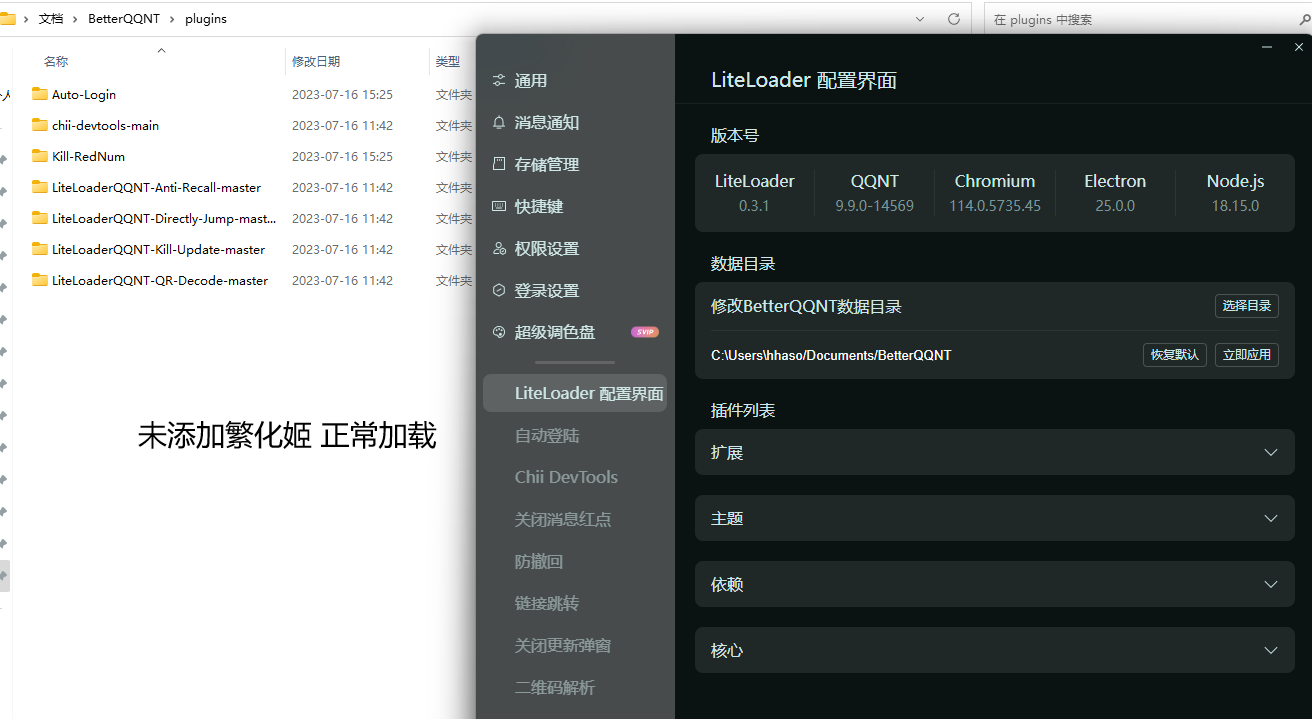 文档 > BetterQQNT > plugins
在 plugins 中搜索
名称 修改日期 类型
Auto-Login 2023-07-16 15:25 文件夹
chii-devtools-main 2023-07-16 11:42 文件夹
Kill-RedNum 2023-07-16 15:25 文件夹
LiteLoaderQQNT-Anti-Recall-master 2023-07-16 11:42 文件夹
LiteLoaderQQNT-Directly-Jump-mast... 2023-07-16 11:42 文件夹
LiteLoaderQQNT-Kill-Update-master 2023-07-16 11:42 文件夹
LiteLoaderQQNT-QR-Decode-master 2023-07-16 11:42 文件夹
未添加繁化姬 正常加载
通用
消息通知
存储管理
快捷键
权限设置
登录设置
超级调色盘 SVIP
LiteLoader 配置界面
自动登陆
Chii DevTools
关闭消息红点
防撤回
链接跳转
关闭更新弹窗
二维码解析
LiteLoader 配置界面
版本号
LiteLoader QQNT Chromium Electron Node.js
0.3.1 9.9.0-14569 114.0.5735.45 25.0.0 18.15.0
数据目录
修改BetterQQNT数据目录 选择目录
C:\Users\hhaso/Documents/BetterQQNT 恢复默认 立即应用
插件列表
扩展
主题
依赖
核心